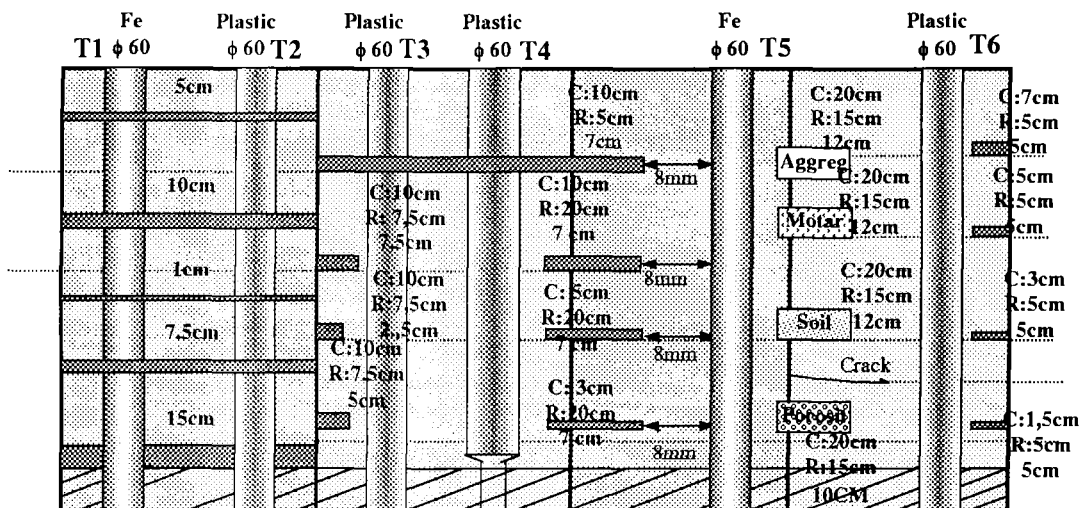 Fe
Plastic
Plastic
Plastic
Fe
Plastic
T1 ϕ 60
ϕ 60 T2
ϕ 60 T3
ϕ 60 T4
ϕ 60 T5
ϕ 60 T6
5cm
10cm
1cm
7,5cm
15cm
C:10cm
R:7,5cm
7,5cm
C:10cm
R:7,5cm
2,5cm
C:10cm
R:7,5cm
5cm
C:10cm
R:5cm
7cm
8mm
C:10cm
R:20cm
7 cm
8mm
C:5cm
R:20cm
7 cm
8mm
C:3cm
R:20cm
7cm
8mm
C:20cm
R:15cm
12cm
Aggreg
C:20cm
R:15cm
12cm
Motar
C:20cm
R:15cm
12cm
Soil
Crack
C:20cm
R:15cm
10CM
C:7cm
R:5cm
5cm
C:5cm
R:5cm
5cm
C:3cm
R:5cm
5cm
C:1,5cm
R:5cm
5cm